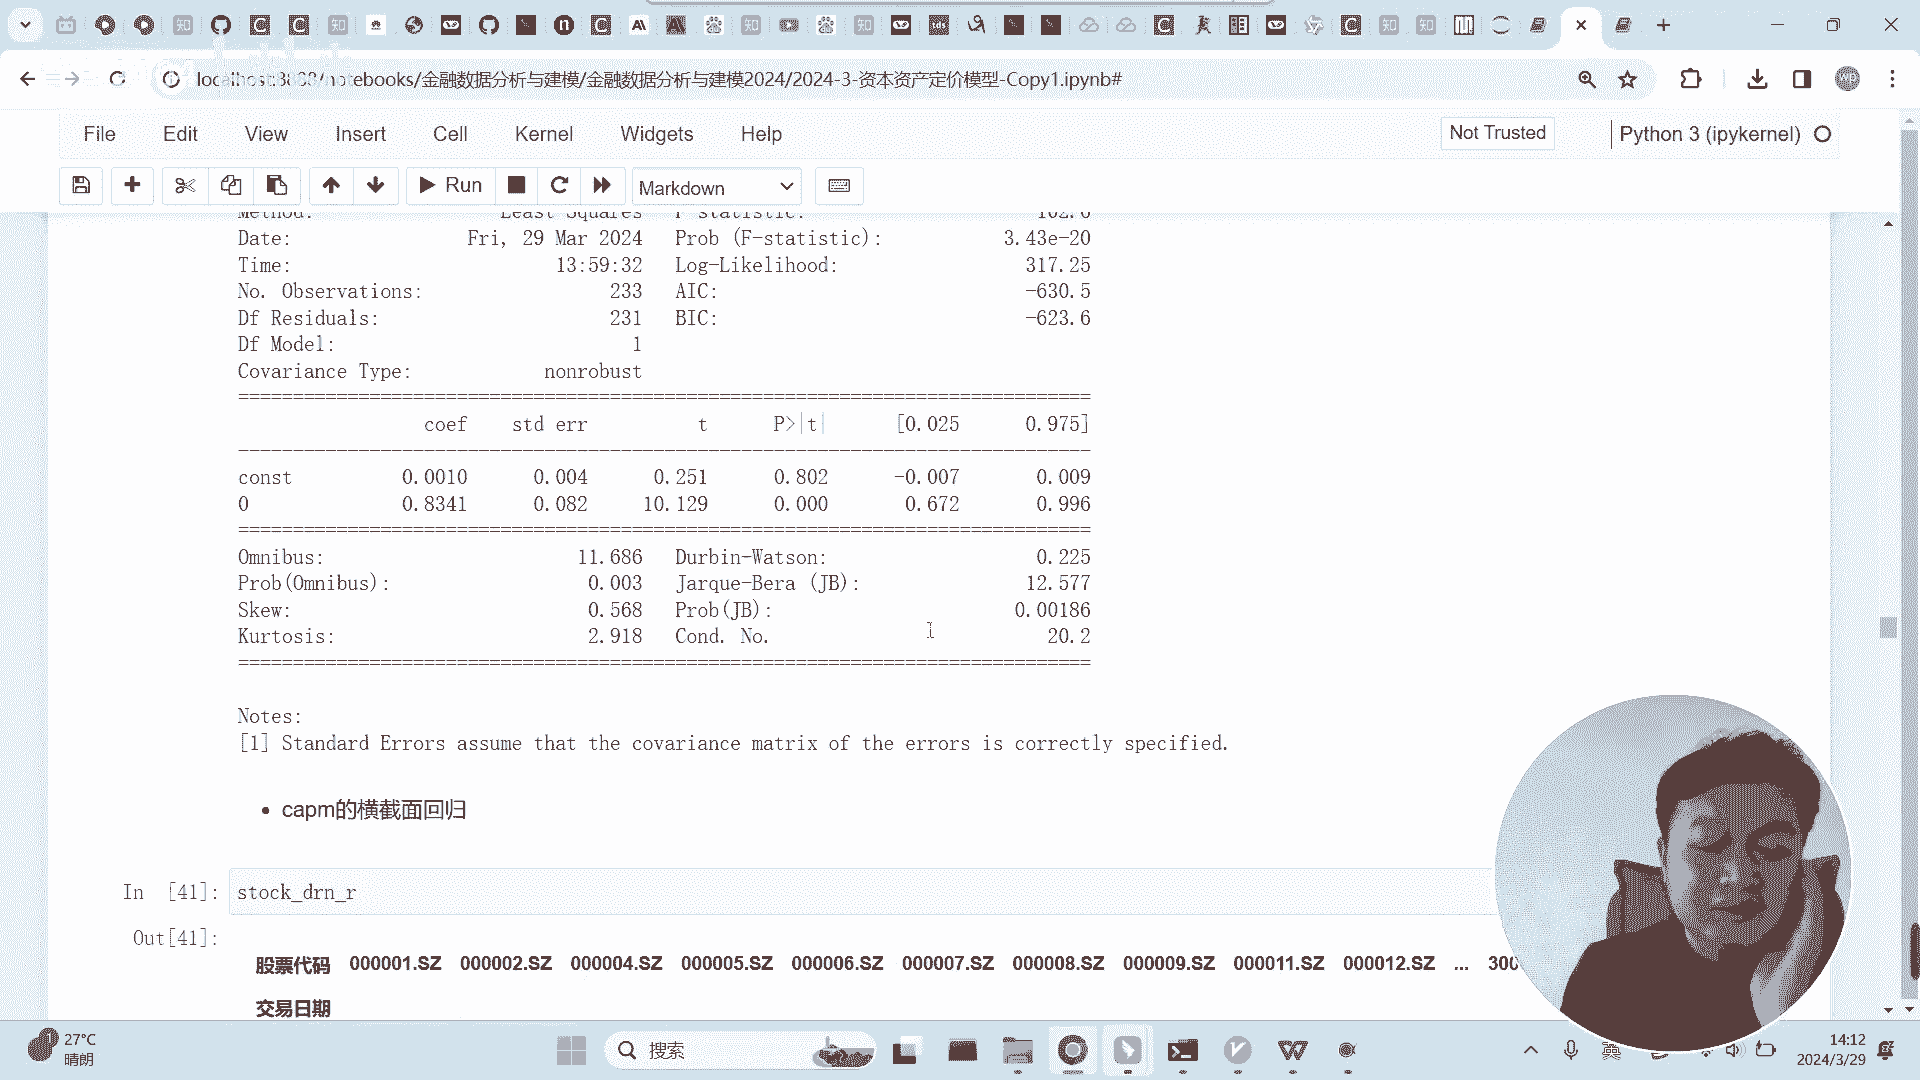 localhost:8888/notebooks/金融数据分析与建模/金融数据分析与建模2024/2024-3-资本资产定价模型-Copy1.ipynb#
File Edit View Insert Cell Kernel Widgets Help Not Trusted Python 3 (ipykernel)
Run Markdown
Method: Least Squares F-statistic: 102.6
Date: Fri, 29 Mar 2024 Prob (F-statistic): 3.43e-20
Time: 13:59:32 Log-Likelihood: 317.25
No. Observations: 233 AIC: -630.5
Df Residuals: 231 BIC: -623.6
Df Model: 1
Covariance Type: nonrobust
coef std err t P>|t| [0.025 0.975]
const 0.0010 0.004 0.251 0.802 -0.007 0.009
0 0.8341 0.082 10.129 0.000 0.672 0.996
Omnibus: 11.686 Durbin-Watson: 0.225
Prob(Omnibus): 0.003 Jarque-Bera (JB): 12.577
Skew: 0.568 Prob(JB): 0.00186
Kurtosis: 2.918 Cond. No. 20.2
Notes:
[1] Standard Errors assume that the covariance matrix of the errors is correctly specified.
capm的横截面回归
In [41]: stock_drn_r
Out[41]:
股票代码 000001.SZ 000002.SZ 000004.SZ 000005.SZ 000006.SZ 000007.SZ 000008.SZ 000009.SZ 000011.SZ 000012.SZ ... 300
交易日期
27°C
晴朗
搜索
英
14:12
2024/3/29